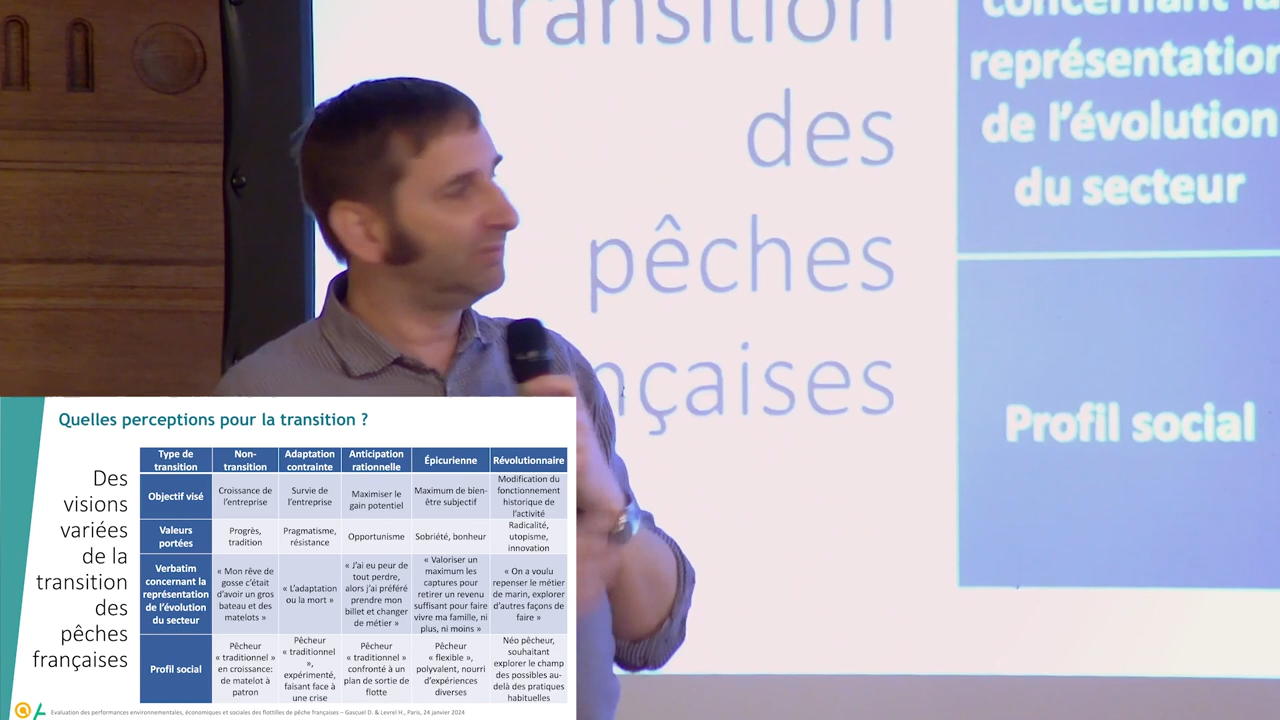 transition
des
pêches
nçaises
concernant la
représentation
de l'évolution
du secteur
Profil social
Quelles perceptions pour la transition ?
Des
visions
variées
de la
transition
des
pêches
françaises
Type de
transition
Non-
transition
Adaptation
contrainte
Anticipation
rationnelle
Épicurienne
Révolutionnaire
Objectif visé
Croissance de
l'entreprise
Survie de
l'entreprise
Maximiser le
gain potentiel
Maximum de bien-
être subjectif
Modification du
fonctionnement
historique de
l'activité
Valeurs
portées
Progrès,
tradition
Pragmatisme,
résistance
Opportunisme
Sobriété, bonheur
Radicalité,
utopisme,
innovation
Verbatim
concernant la
représentation
de l'évolution
du secteur
« Mon rêve de
gosse c'était
d'avoir un gros
bateau et des
matelots »
« L'adaptation
ou la mort »
« J'ai eu peur de
tout perdre,
alors j'ai préféré
prendre mon
billet et changer
de métier »
« Valoriser un
maximum les
captures pour
retirer un revenu
suffisant pour faire
vivre ma famille, ni
plus, ni moins »
« On a voulu
repenser le métier
de marin, explorer
d'autres façons de
faire »
Profil social
Pêcheur
« traditionnel »
en croissance:
de matelot à
patron
Pêcheur
« traditionnel
»,
expérimenté,
faisant face à
une crise
Pêcheur
« traditionnel »
confronté à un
plan de sortie de
flotte
Pêcheur
« flexible »,
polyvalent, nourri
d'expériences
diverses
Néo pêcheur,
souhaitant
explorer le champ
des possibles au-
delà des pratiques
habituelles
Evaluation des performances environnementales, économiques et sociales des flottilles de pêche françaises – Gascuel D. & Levrel H., Paris, 24 janvier 2024